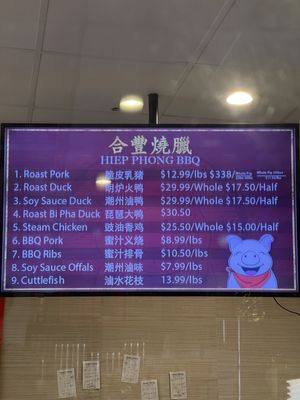 合豐燒臘
HIEP PHONG BBQ
1. Roast Pork 脆皮乳豬 $12.99/lbs $338/
2. Roast Duck 明炉火鸭 $29.99/Whole $17.50/Half
3. Soy Sauce Duck 潮州滷鸭 $29.99/Whole $17.50/Half
4. Roast Bi Pha Duck 琵琶大鸭 $30.50
5. Steam Chicken 豉油香鸡 $25.50/Whole $15.00/Half
6. BBQ Pork 蜜汁义烧 $8.99/lbs
7. BBQ Ribs 蜜汁排骨 $10.50/lbs
8. Soy Sauce Offals 潮州滷味 $7.99/lbs
9. Cuttlefish 滷水花枝 13.99/lbs